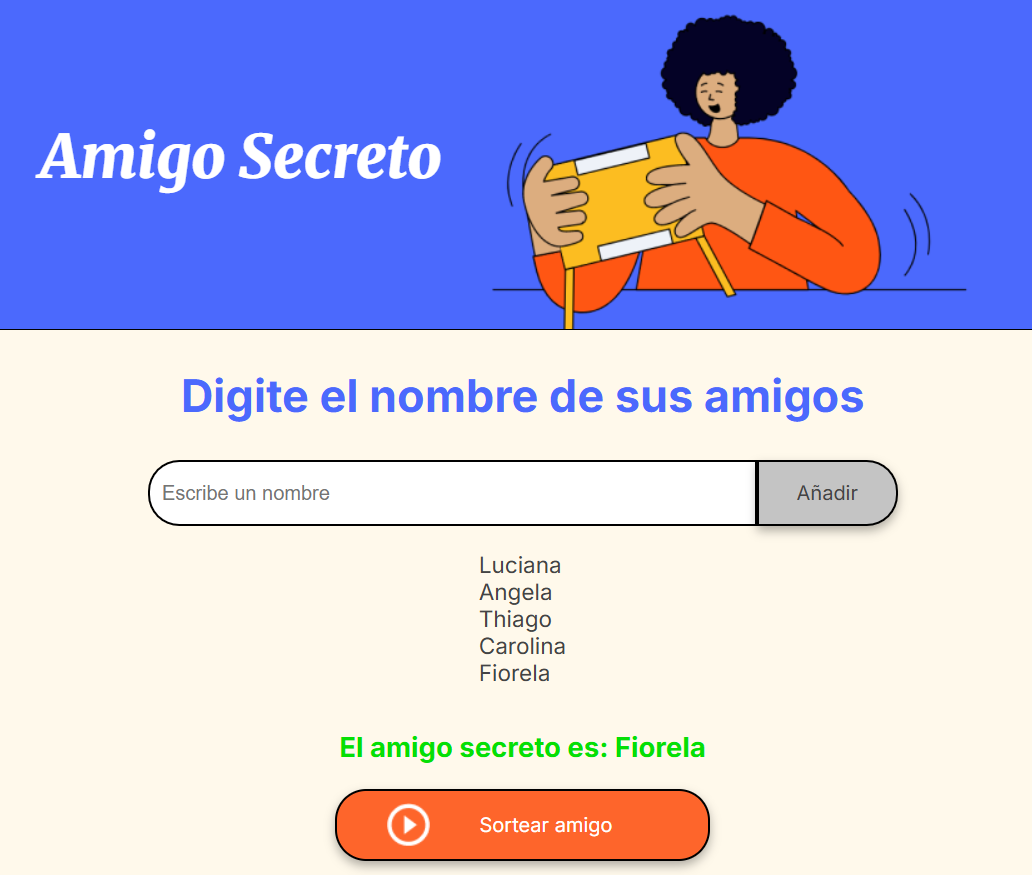 Amigo Secreto
Digite el nombre de sus amigos
Escribe un nombre
Añadir
Luciana
Angela
Thiago
Carolina
Fiorela
El amigo secreto es: Fiorela
Sortear amigo